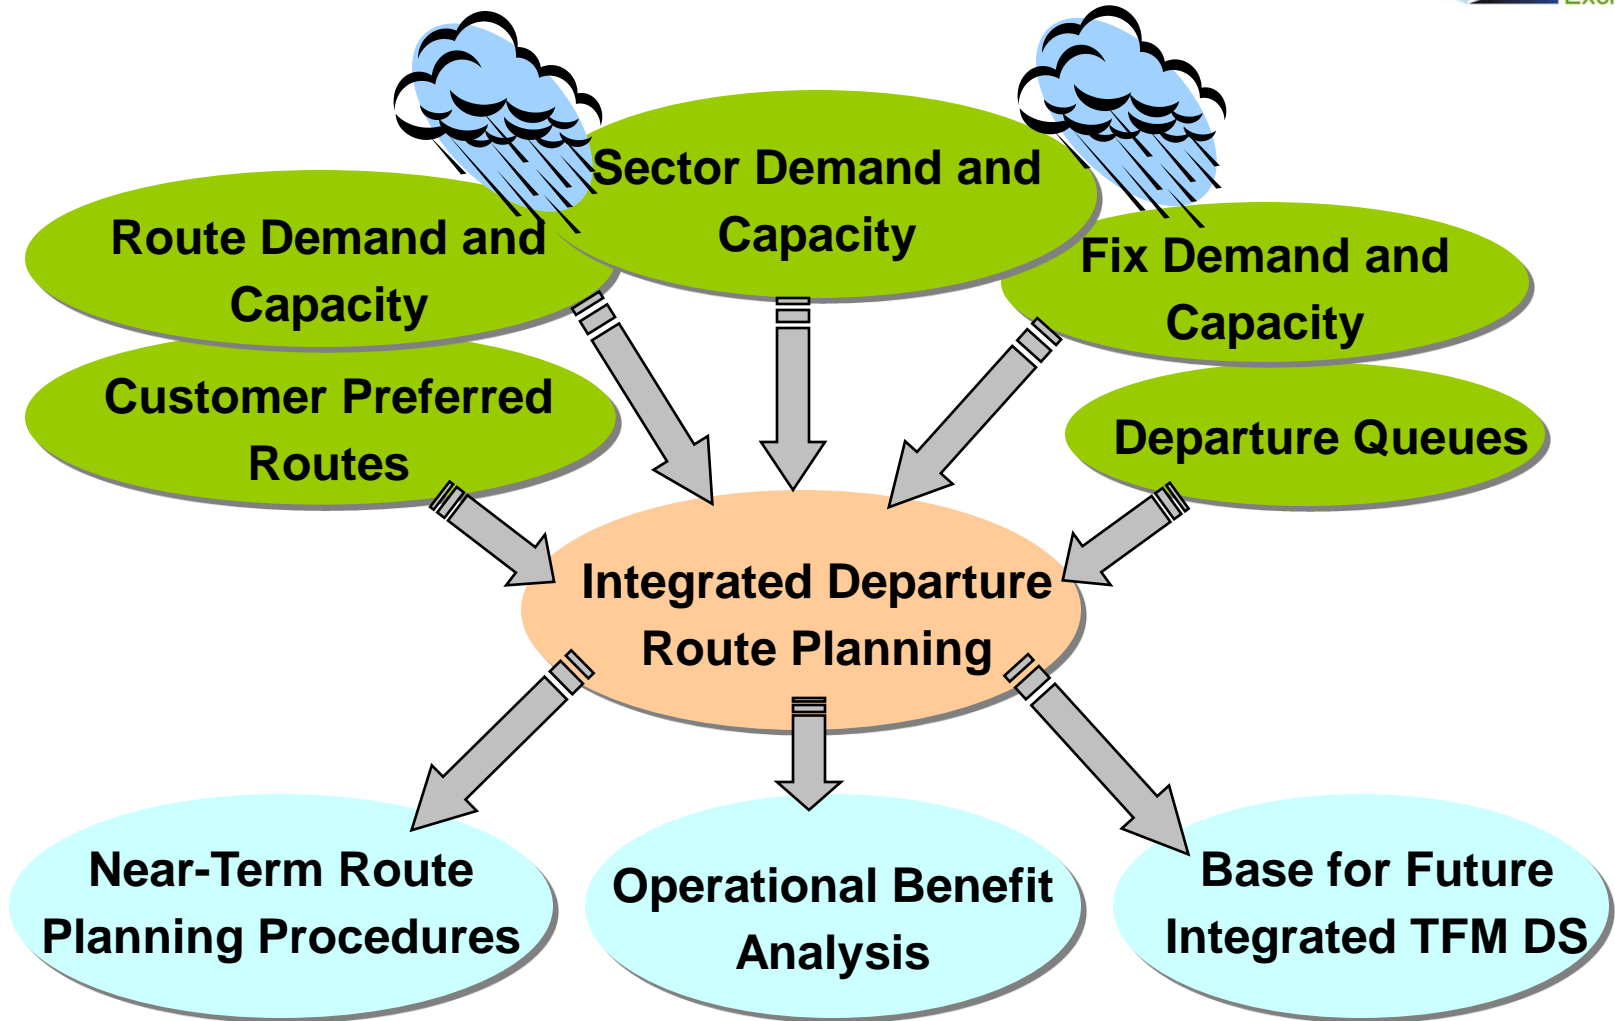 Sector Demand and
Capacity
Route Demand and
Capacity
Fix Demand and
Capacity
Customer Preferred
Routes
Departure Queues
Integrated Departure
Route Planning
Near-Term Route
Planning Procedures
Operational Benefit
Analysis
Base for Future
Integrated TFM DS